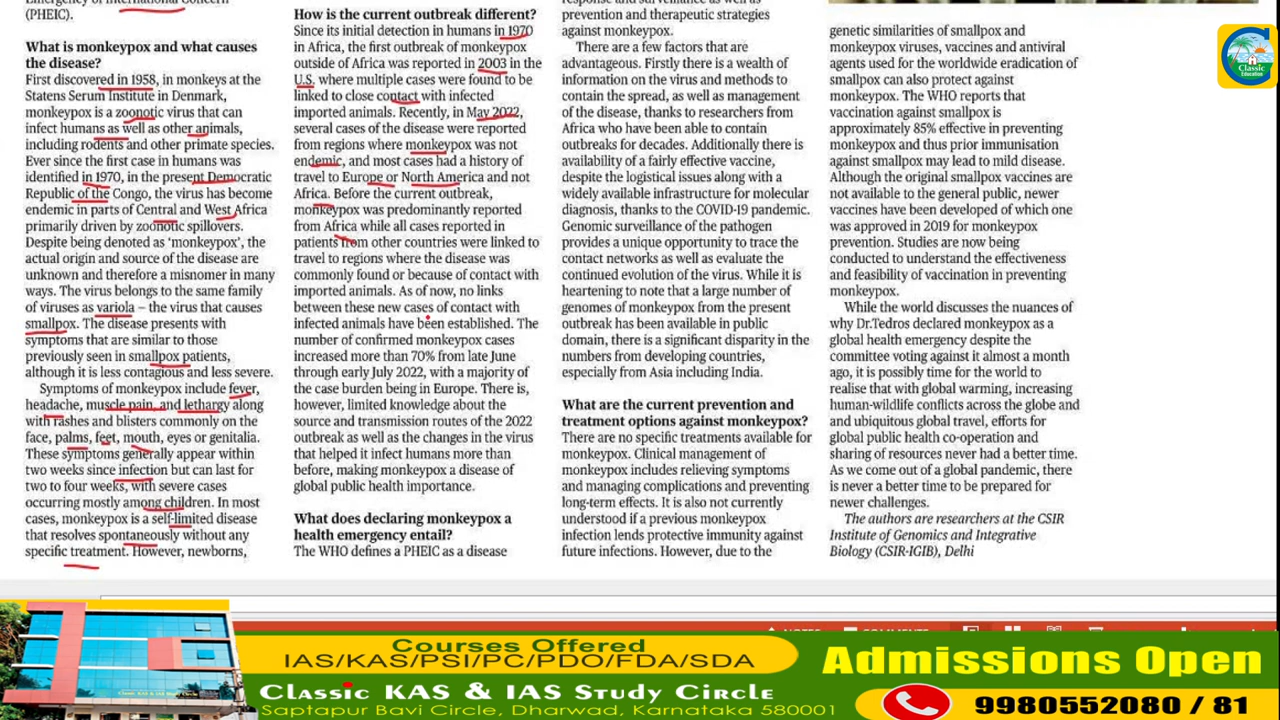 Emergency of International Concern
(PHEIC).
What is monkeypox and what causes
the disease?
First discovered in 1958, in monkeys at the
Statens Serum Institute in Denmark,
monkeypox is a zoonotic virus that can
infect humans as well as other animals,
including rodents and other primate species.
Ever since the first case in humans was
identified in 1970, in the present Democratic
Republic of the Congo, the virus has become
endemic in parts of Central and West Africa
primarily driven by zoonotic spillovers.
Despite being denoted as ‘monkeypox’, the
actual origin and source of the disease are
unknown and therefore a misnomer in many
ways. The virus belongs to the same family
of viruses as variola – the virus that causes
smallpox. The disease presents with
symptoms that are similar to those
previously seen in smallpox patients,
although it is less contagious and less severe.
Symptoms of monkeypox include fever,
headache, muscle pain, and lethargy along
with rashes and blisters commonly on the
face, palms, feet, mouth, eyes or genitalia.
These symptoms generally appear within
two weeks since infection but can last for
two to four weeks, with severe cases
occurring mostly among children. In most
cases, monkeypox is a self-limited disease
that resolves spontaneously without any
specific treatment. However, newborns,
How is the current outbreak different?
Since its initial detection in humans in 1970
in Africa, the first outbreak of monkeypox
outside of Africa was reported in 2003 in the
U.S. where multiple cases were found to be
linked to close contact with infected
imported animals. Recently, in May 2022,
several cases of the disease were reported
from regions where monkeypox was not
endemic, and most cases had a history of
travel to Europe or North America and not
Africa. Before the current outbreak,
monkeypox was predominantly reported
from Africa while all cases reported in
patients from other countries were linked to
travel to regions where the disease was
commonly found or because of contact with
imported animals. As of now, no links
between these new cases of contact with
infected animals have been established. The
number of confirmed monkeypox cases
increased more than 70% from late June
through early July 2022, with a majority of
the case burden being in Europe. There is,
however, limited knowledge about the
source and transmission routes of the 2022
outbreak as well as the changes in the virus
that helped it infect humans more than
before, making monkeypox a disease of
global public health importance.
What does declaring monkeypox a
health emergency entail?
The WHO defines a PHEIC as a disease
response and surveillance as well as
prevention and therapeutic strategies
against monkeypox.
There are a few factors that are
advantageous. Firstly there is a wealth of
information on the virus and methods to
contain the spread, as well as management
of the disease, thanks to researchers from
Africa who have been able to contain
outbreaks for decades. Additionally there is
availability of a fairly effective vaccine,
despite the logistical issues along with a
widely available infrastructure for molecular
diagnosis, thanks to the COVID-19 pandemic.
Genomic surveillance of the pathogen
provides a unique opportunity to trace the
contact networks as well as evaluate the
continued evolution of the virus. While it is
heartening to note that a large number of
genomes of monkeypox from the present
outbreak has been available in public
domain, there is a significant disparity in the
numbers from developing countries,
especially from Asia including India.
What are the current prevention and
treatment options against monkeypox?
There are no specific treatments available for
monkeypox. Clinical management of
monkeypox includes relieving symptoms
and managing complications and preventing
long-term effects. It is also not currently
understood if a previous monkeypox
infection lends protective immunity against
future infections. However, due to the
genetic similarities of smallpox and
monkeypox viruses, vaccines and antiviral
agents used for the worldwide eradication of
smallpox can also protect against
monkeypox. The WHO reports that
vaccination against smallpox is
approximately 85% effective in preventing
monkeypox and thus prior immunisation
against smallpox may lead to mild disease.
Although the original smallpox vaccines are
not available to the general public, newer
vaccines have been developed of which one
was approved in 2019 for monkeypox
prevention. Studies are now being
conducted to understand the effectiveness
and feasibility of vaccination in preventing
monkeypox.
While the world discusses the nuances of
why Dr.Tedros declared monkeypox as a
global health emergency despite the
committee voting against it almost a month
ago, it is possibly time for the world to
realise that with global warming, increasing
human-wildlife conflicts across the globe and
and ubiquitous global travel, efforts for
global public health co-operation and
sharing of resources never had a better time.
As we come out of a global pandemic, there
is never a better time to be prepared for
newer challenges.
The authors are researchers at the CSIR
Institute of Genomics and Integrative
Biology (CSIR-IGIB), Delhi
Classic
Education
NOTES COMMENTS
Courses Offered
IAS/KAS/PSI/PC/PDO/FDA/SDA
Classic KAS & IAS Study Circle
Saptapur Bavi Circle, Dharwad, Karnataka 580001
Admissions Open
9980552080 / 81